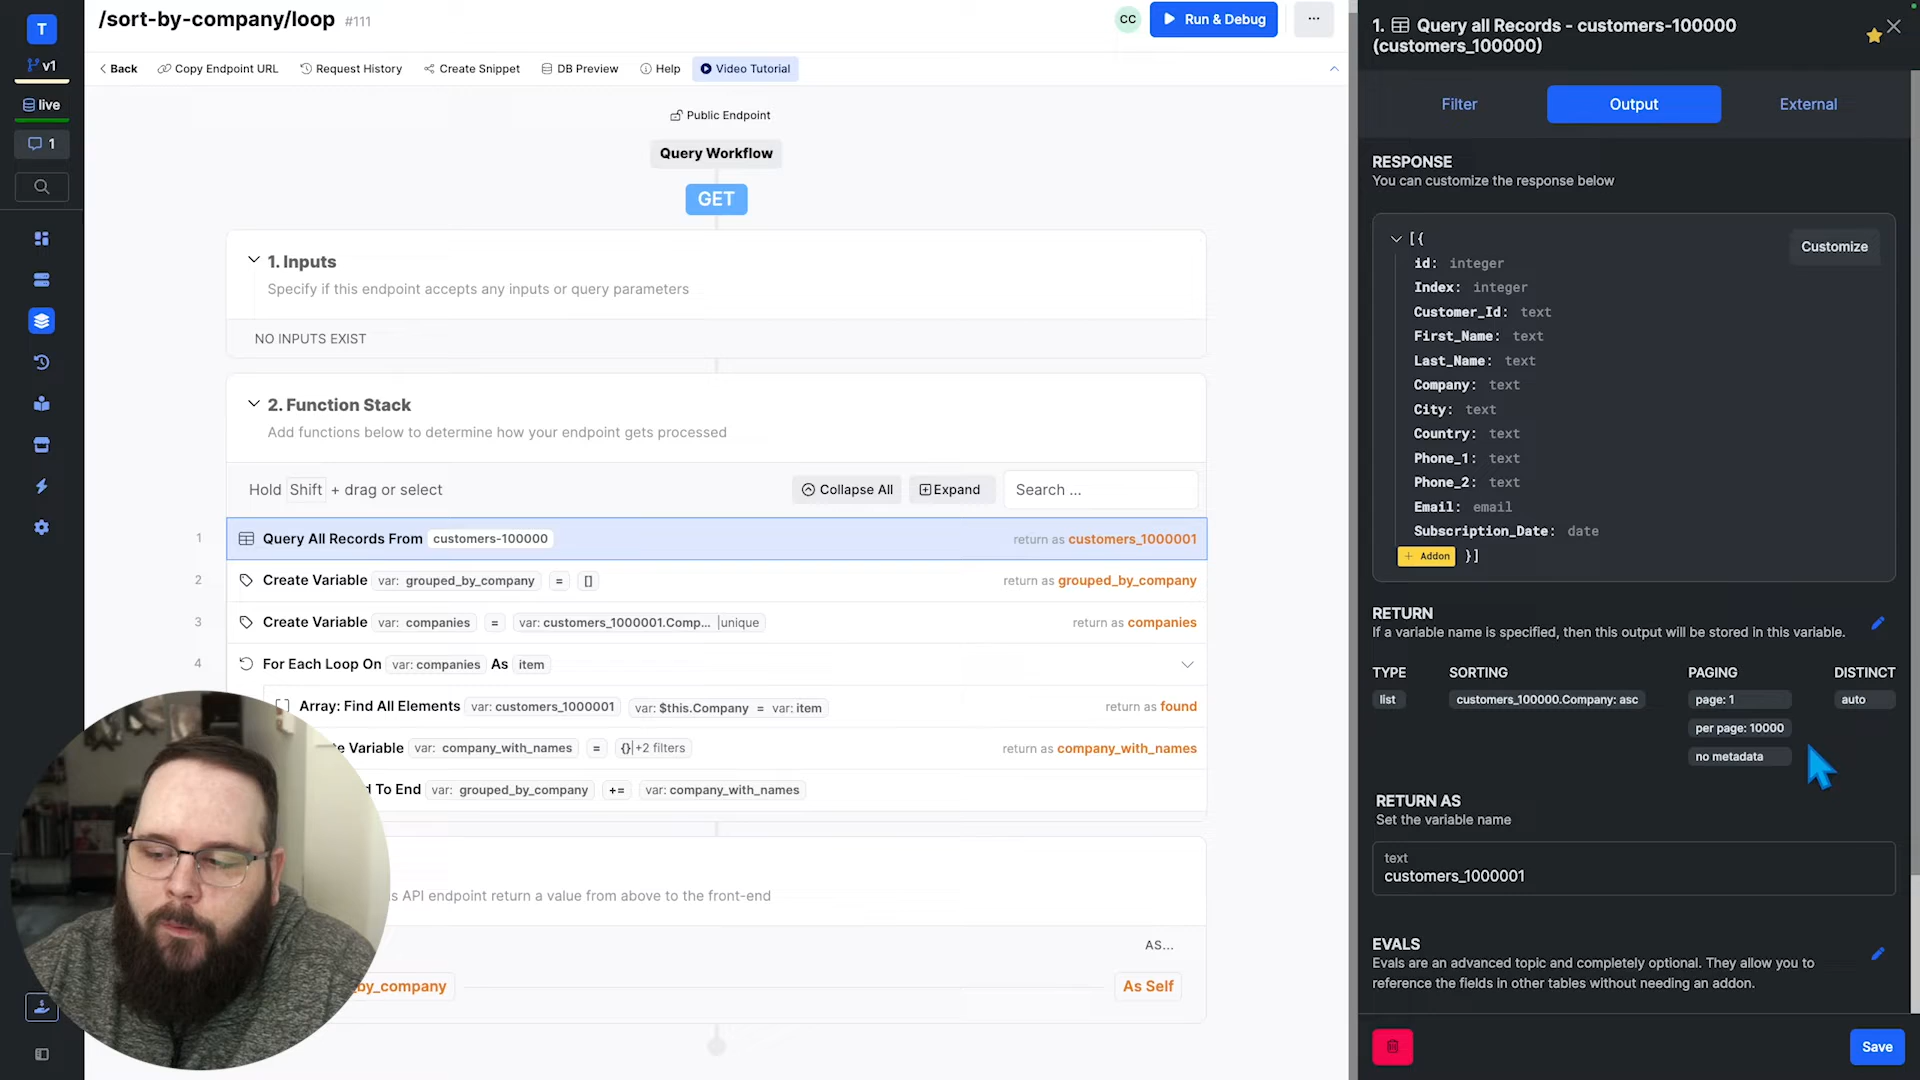 T
v1
live
1
/sort-by-company/loop #111
CC
Run & Debug
...
Back
Copy Endpoint URL
Request History
Create Snippet
DB Preview
Help
Video Tutorial
Public Endpoint
Query Workflow
GET
1. Inputs
Specify if this endpoint accepts any inputs or query parameters
NO INPUTS EXIST
2. Function Stack
Add functions below to determine how your endpoint gets processed
Hold Shift + drag or select
Collapse All
Expand
Search ...
1 Query All Records From customers-100000 return as customers_1000001
2 Create Variable var: grouped_by_company = [] return as grouped_by_company
3 Create Variable var: companies = var: customers_1000001.Comp... |unique return as companies
4 For Each Loop On var: companies As item
Array: Find All Elements var: customers_1000001 var: $this.Company = var: item return as found
te Variable var: company_with_names = {}|+2 filters return as company_with_names
d To End var: grouped_by_company += var: company_with_names
s API endpoint return a value from above to the front-end
AS...
by_company As Self
1. Query all Records - customers-100000
(customers_100000)
Filter
Output
External
RESPONSE
You can customize the response below
[{
Customize
id: integer
Index: integer
Customer_Id: text
First_Name: text
Last_Name: text
Company: text
City: text
Country: text
Phone_1: text
Phone_2: text
Email: email
Subscription_Date: date
+ Addon }]
RETURN
If a variable name is specified, then this output will be stored in this variable.
TYPE SORTING PAGING DISTINCT
list customers_100000.Company: asc page: 1 auto
per page: 10000
no metadata
RETURN AS
Set the variable name
text
customers_1000001
EVALS
Evals are an advanced topic and completely optional. They allow you to
reference the fields in other tables without needing an addon.
Save